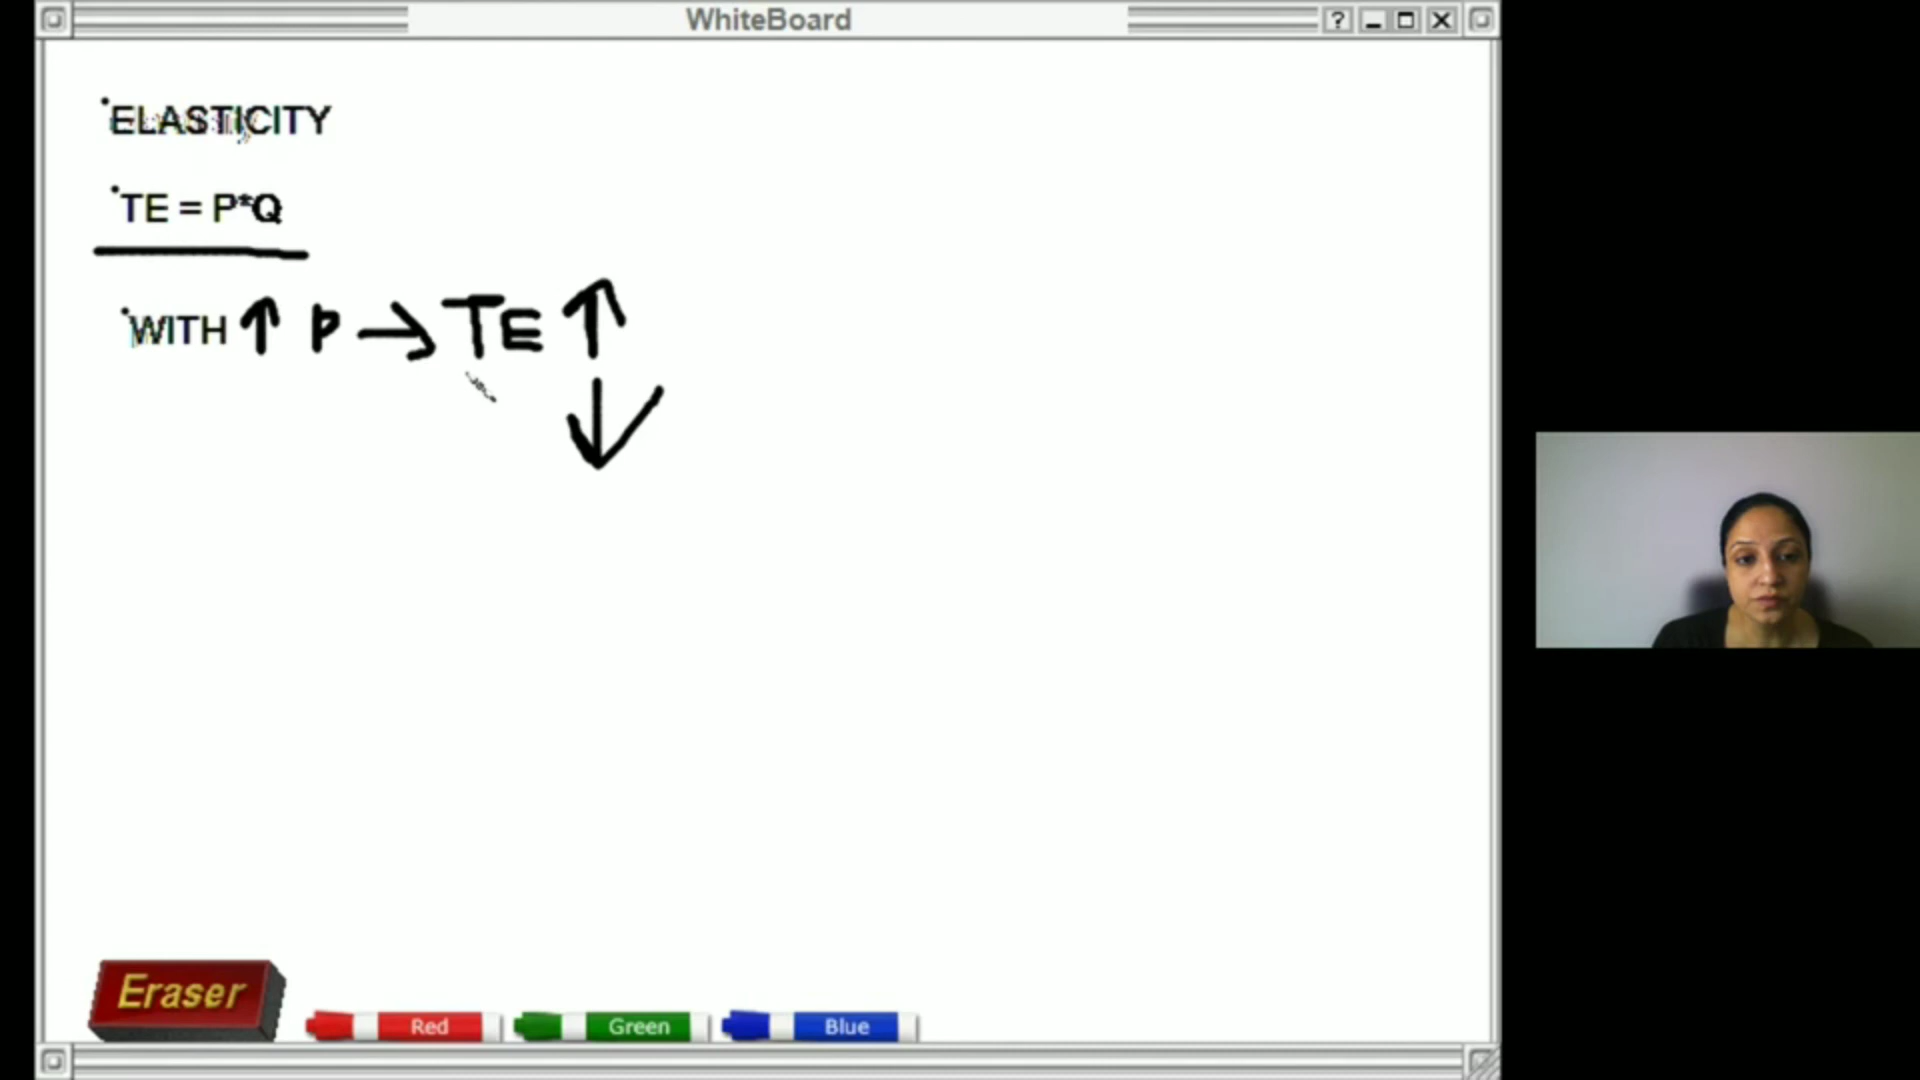 WhiteBoard
ELASTICITY
TE = P*Q
WITH ↑ P → TE ↑
↓
Eraser
Red
Green
Blue